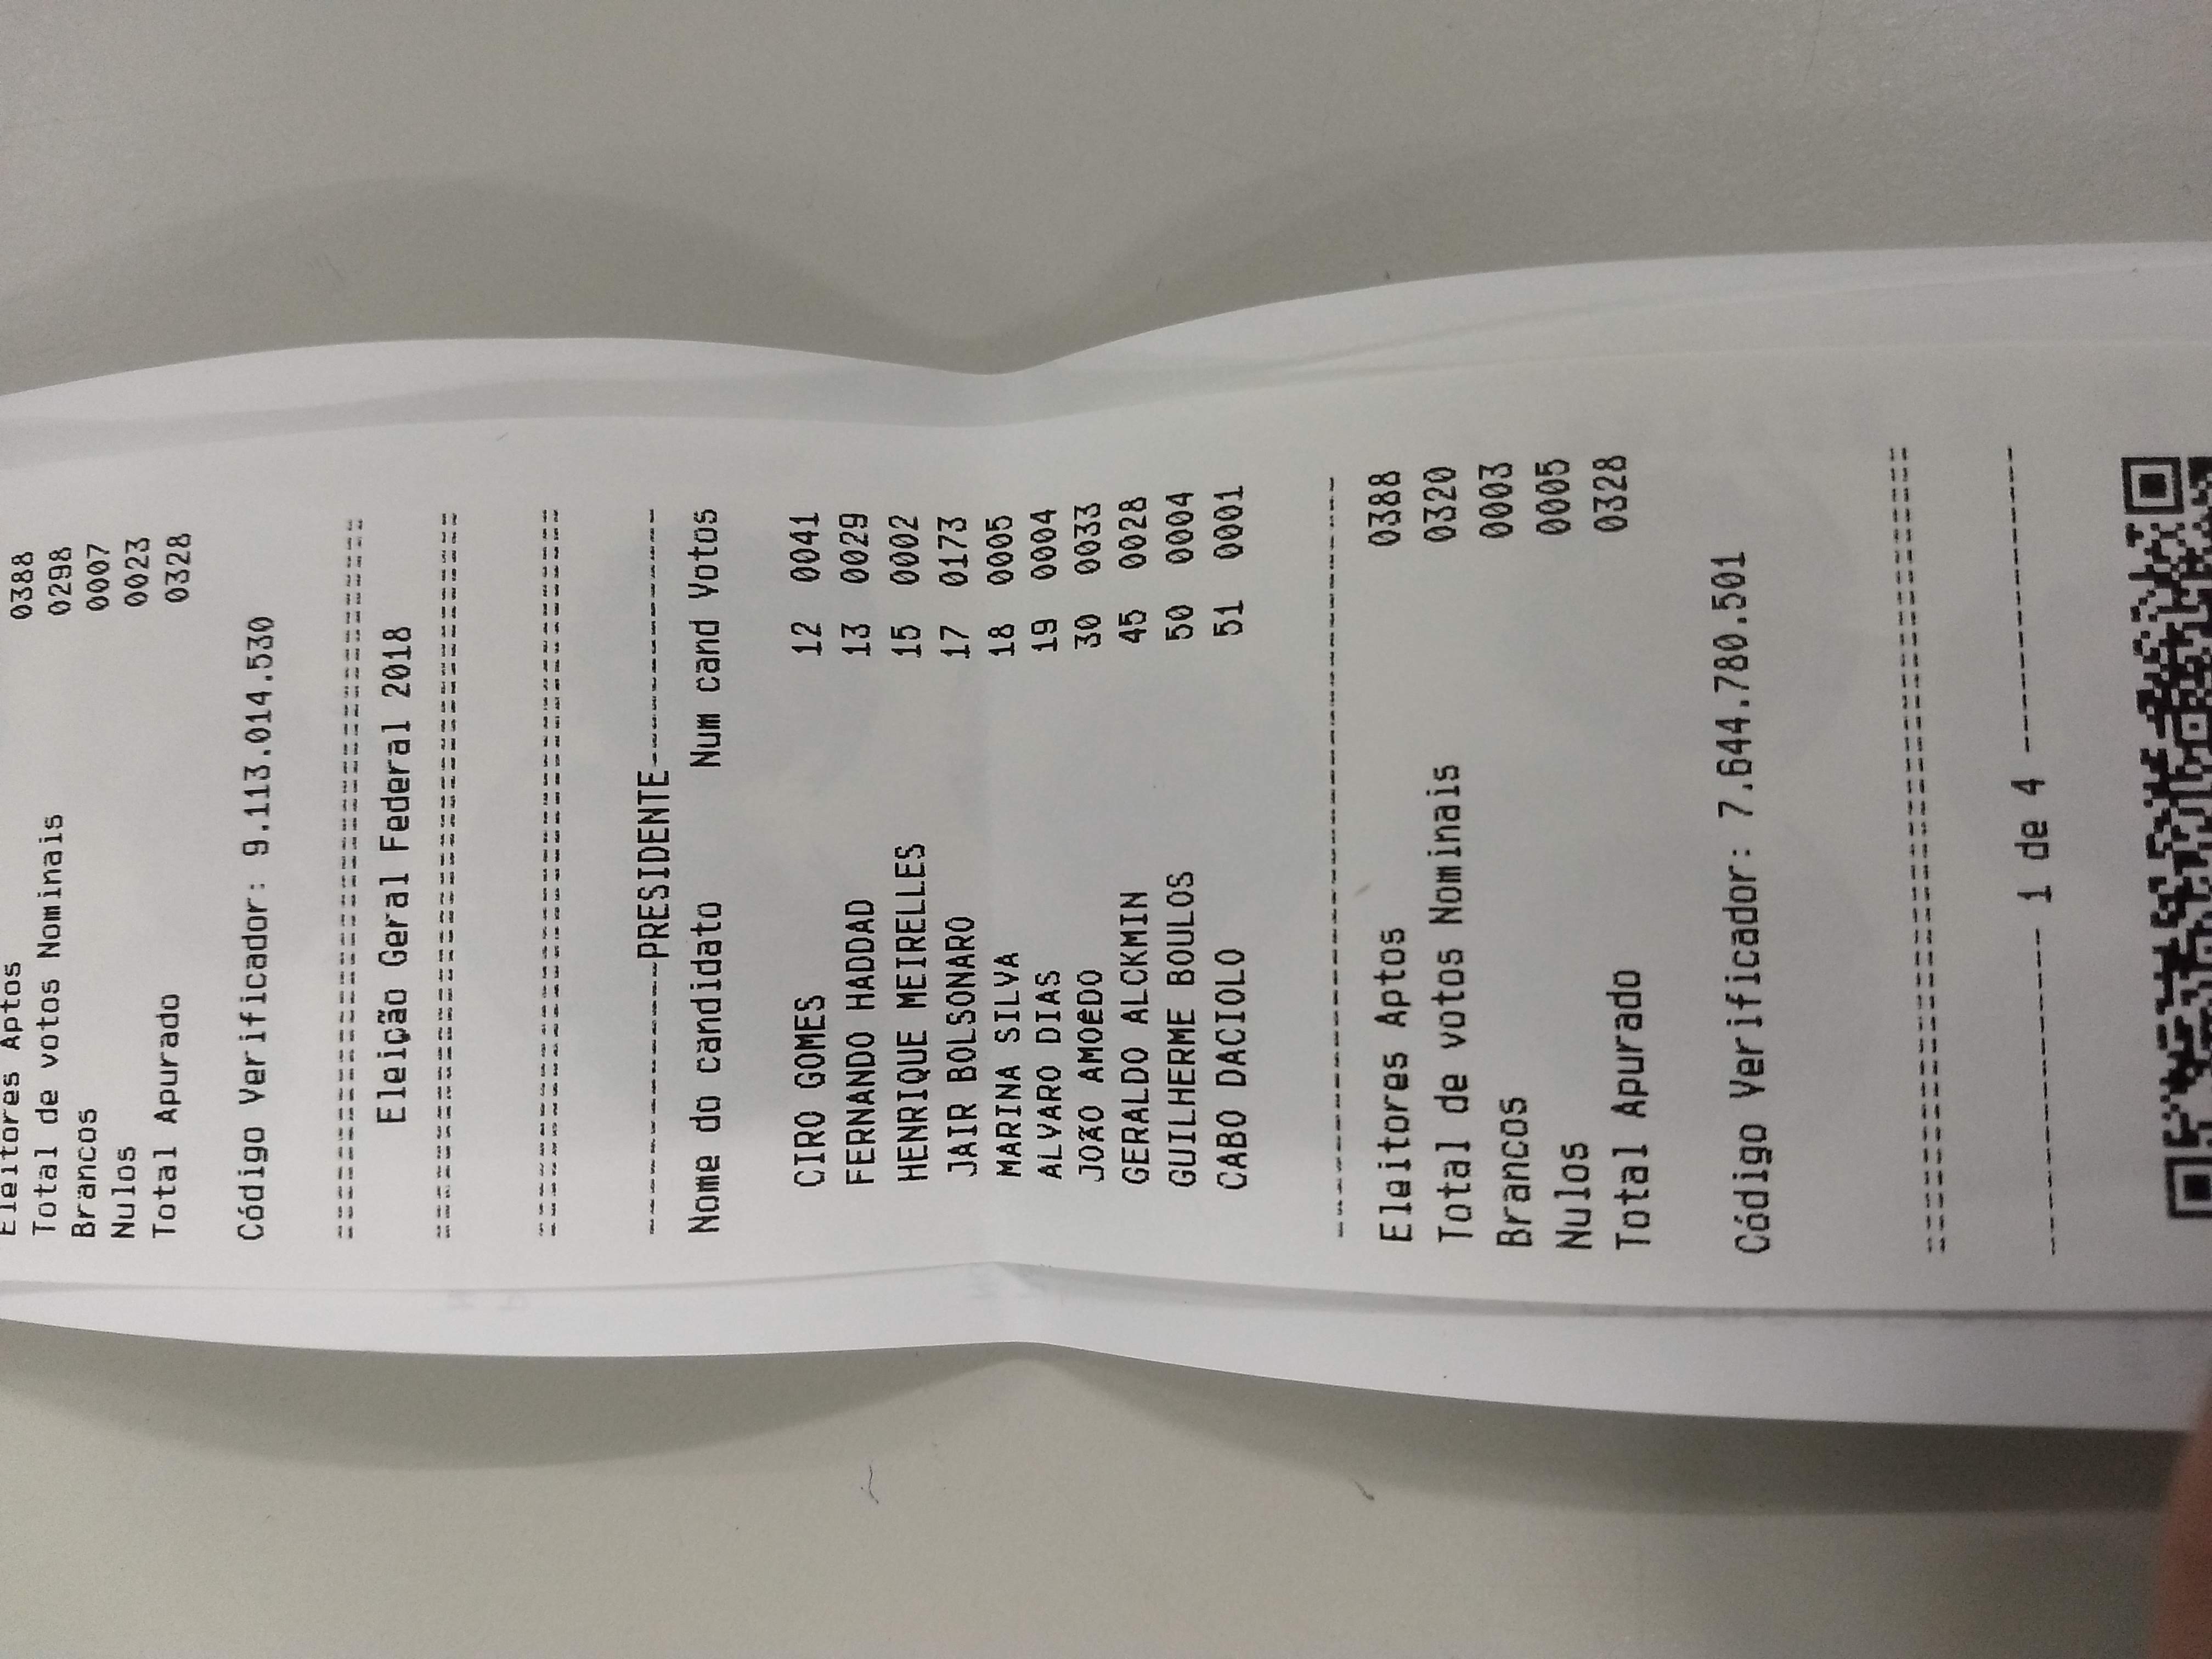 Eleitores Aptos 0388
Total de votos Nominais 0298
Brancos 0007
Nulos 0023
Total Apurado 0328
Código Verificador: 9.113.014.530
==========================================
Eleição Geral Federal 2018
==========================================
==========================================
------------PRESIDENTE------------
Nome do candidato Num cand Votos
CIRO GOMES 12 0041
FERNANDO HADDAD 13 0029
HENRIQUE MEIRELLES 15 0002
JAIR BOLSONARO 17 0173
MARINA SILVA 18 0005
ALVARO DIAS 19 0004
JOÃO AMOÊDO 30 0033
GERALDO ALCKMIN 45 0028
GUILHERME BOULOS 50 0004
CABO DACIOLO 51 0001
------------------------------------------
Eleitores Aptos 0388
Total de votos Nominais 0320
Brancos 0003
Nulos 0005
Total Apurado 0328
Código Verificador: 7.644.780.501
==========================================
------------------ 1 de 4 ------------------